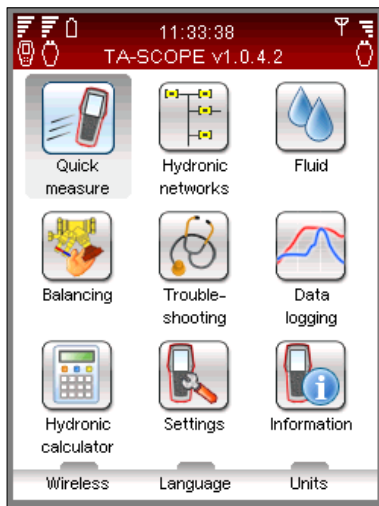 11:33:38
TA-SCOPE v1.0.4.2
Quick
measure
Hydronic
networks
Fluid
Balancing
Trouble-
shooting
Data
logging
Hydronic
calculator
Settings
Information
Wireless
Language
Units